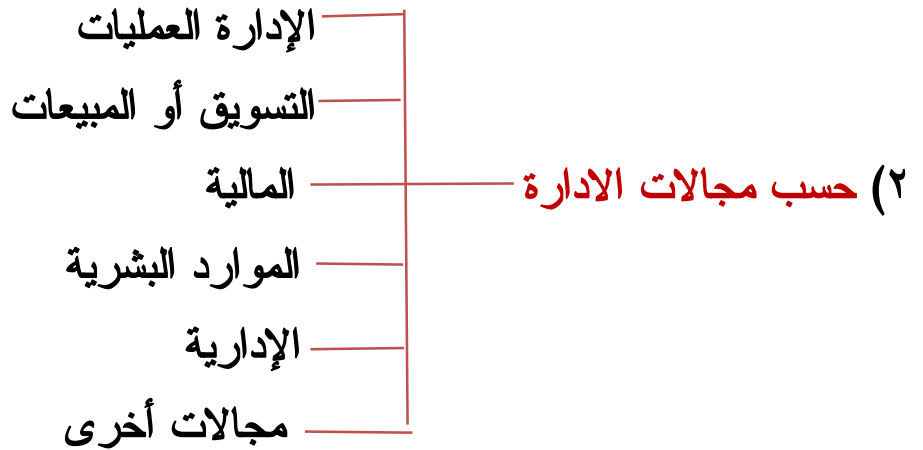 ٢) حسب مجالات الادارة
الإدارة العمليات
التسويق أو المبيعات
المالية
الموارد البشرية
الإدارية
مجالات أخرى